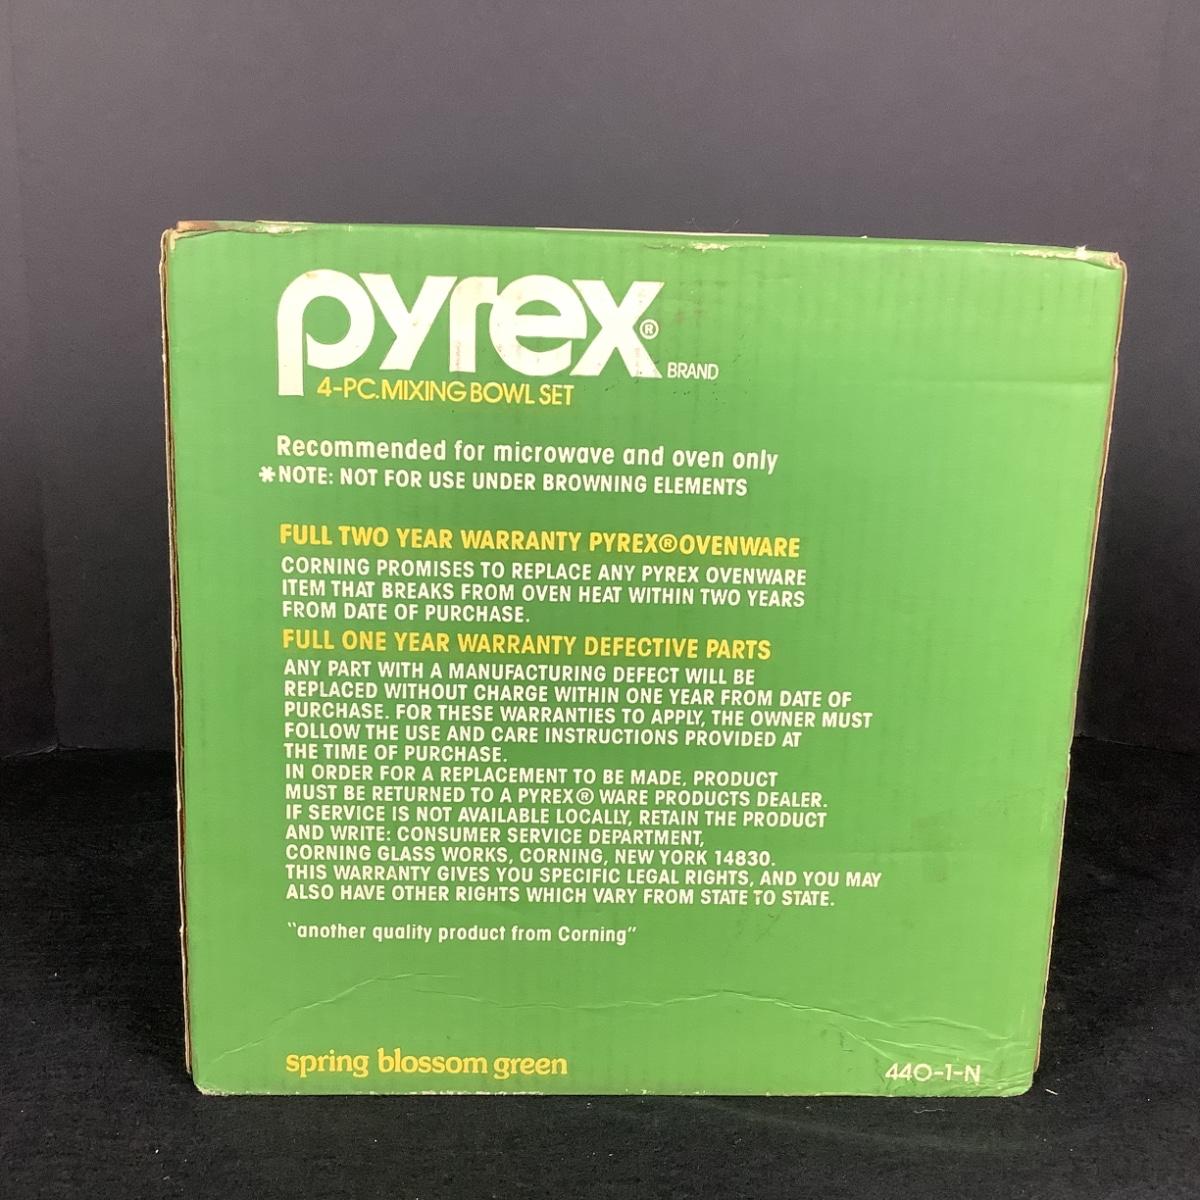 pyrex® BRAND
4-PC. MIXING BOWL SET
Recommended for microwave and oven only
*NOTE: NOT FOR USE UNDER BROWNING ELEMENTS
FULL TWO YEAR WARRANTY PYREX® OVENWARE
CORNING PROMISES TO REPLACE ANY PYREX OVENWARE
ITEM THAT BREAKS FROM OVEN HEAT WITHIN TWO YEARS
FROM DATE OF PURCHASE.
FULL ONE YEAR WARRANTY DEFECTIVE PARTS
ANY PART WITH A MANUFACTURING DEFECT WILL BE
REPLACED WITHOUT CHARGE WITHIN ONE YEAR FROM DATE OF
PURCHASE. FOR THESE WARRANTIES TO APPLY, THE OWNER MUST
FOLLOW THE USE AND CARE INSTRUCTIONS PROVIDED AT
THE TIME OF PURCHASE.
IN ORDER FOR A REPLACEMENT TO BE MADE, PRODUCT
MUST BE RETURNED TO A PYREX® WARE PRODUCTS DEALER.
IF SERVICE IS NOT AVAILABLE LOCALLY, RETAIN THE PRODUCT
AND WRITE: CONSUMER SERVICE DEPARTMENT,
CORNING GLASS WORKS, CORNING, NEW YORK 14830.
THIS WARRANTY GIVES YOU SPECIFIC LEGAL RIGHTS, AND YOU MAY
ALSO HAVE OTHER RIGHTS WHICH VARY FROM STATE TO STATE.
"another quality product from Corning"
spring blossom green
440-1-N